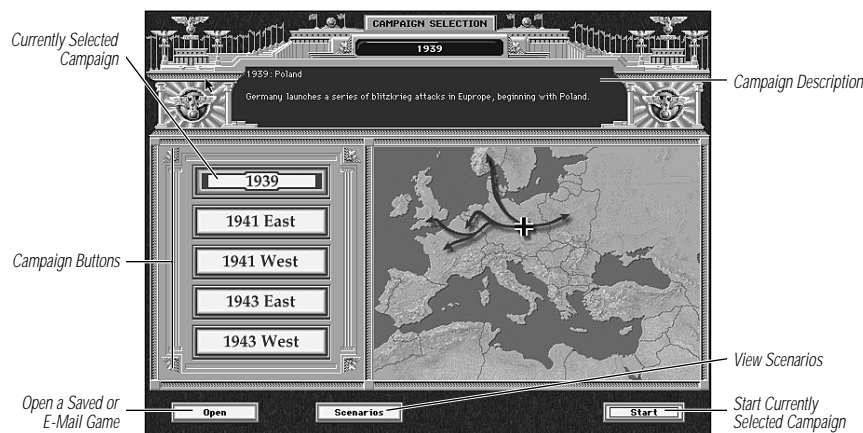 CAMPAIGN SELECTION
1939
Currently Selected
Campaign
1939: Poland
Germany launches a series of blitzkrieg attacks in Euprope, beginning with Poland.
Campaign Description
1939
1941 East
1941 West
1943 East
1943 West
Campaign Buttons
View Scenarios
Open a Saved or
E-Mail Game
Open
Scenarios
Start
Start Currently
Selected Campaign